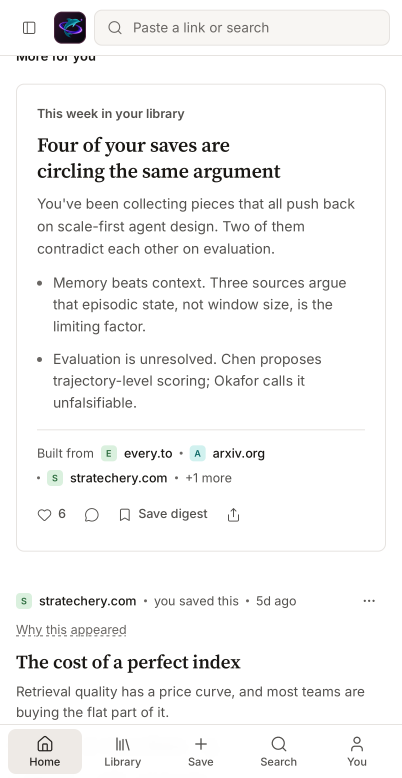 Paste a link or search
More for you
This week in your library
Four of your saves are
circling the same argument
You've been collecting pieces that all push back
on scale-first agent design. Two of them
contradict each other on evaluation.
• Memory beats context. Three sources argue
that episodic state, not window size, is the
limiting factor.
• Evaluation is unresolved. Chen proposes
trajectory-level scoring; Okafor calls it
unfalsifiable.
Built from E every.to • A arxiv.org
• S stratechery.com • +1 more
6 Save digest
S stratechery.com • you saved this • 5d ago
Why this appeared
The cost of a perfect index
Retrieval quality has a price curve, and most teams are
buying the flat part of it.
Home Library Save Search You